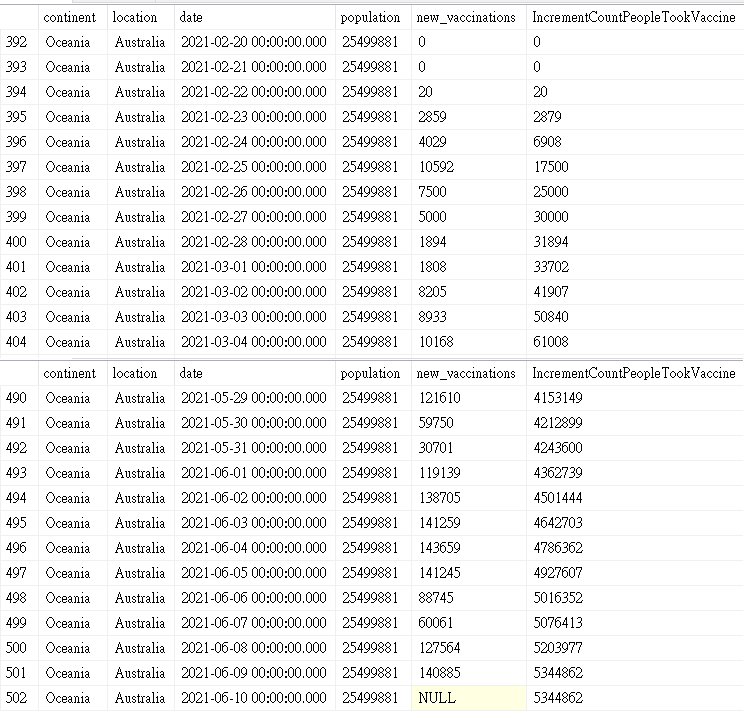 continent location date population new_vaccinations IncrementCountPeopleTookVaccine
392 Oceania Australia 2021-02-20 00:00:00.000 25499881 0 0
393 Oceania Australia 2021-02-21 00:00:00.000 25499881 0 0
394 Oceania Australia 2021-02-22 00:00:00.000 25499881 20 20
395 Oceania Australia 2021-02-23 00:00:00.000 25499881 2859 2879
396 Oceania Australia 2021-02-24 00:00:00.000 25499881 4029 6908
397 Oceania Australia 2021-02-25 00:00:00.000 25499881 10592 17500
398 Oceania Australia 2021-02-26 00:00:00.000 25499881 7500 25000
399 Oceania Australia 2021-02-27 00:00:00.000 25499881 5000 30000
400 Oceania Australia 2021-02-28 00:00:00.000 25499881 1894 31894
401 Oceania Australia 2021-03-01 00:00:00.000 25499881 1808 33702
402 Oceania Australia 2021-03-02 00:00:00.000 25499881 8205 41907
403 Oceania Australia 2021-03-03 00:00:00.000 25499881 8933 50840
404 Oceania Australia 2021-03-04 00:00:00.000 25499881 10168 61008
continent location date population new_vaccinations IncrementCountPeopleTookVaccine
490 Oceania Australia 2021-05-29 00:00:00.000 25499881 121610 4153149
491 Oceania Australia 2021-05-30 00:00:00.000 25499881 59750 4212899
492 Oceania Australia 2021-05-31 00:00:00.000 25499881 30701 4243600
493 Oceania Australia 2021-06-01 00:00:00.000 25499881 119139 4362739
494 Oceania Australia 2021-06-02 00:00:00.000 25499881 138705 4501444
495 Oceania Australia 2021-06-03 00:00:00.000 25499881 141259 4642703
496 Oceania Australia 2021-06-04 00:00:00.000 25499881 143659 4786362
497 Oceania Australia 2021-06-05 00:00:00.000 25499881 141245 4927607
498 Oceania Australia 2021-06-06 00:00:00.000 25499881 88745 5016352
499 Oceania Australia 2021-06-07 00:00:00.000 25499881 60061 5076413
500 Oceania Australia 2021-06-08 00:00:00.000 25499881 127564 5203977
501 Oceania Australia 2021-06-09 00:00:00.000 25499881 140885 5344862
502 Oceania Australia 2021-06-10 00:00:00.000 25499881 NULL 5344862